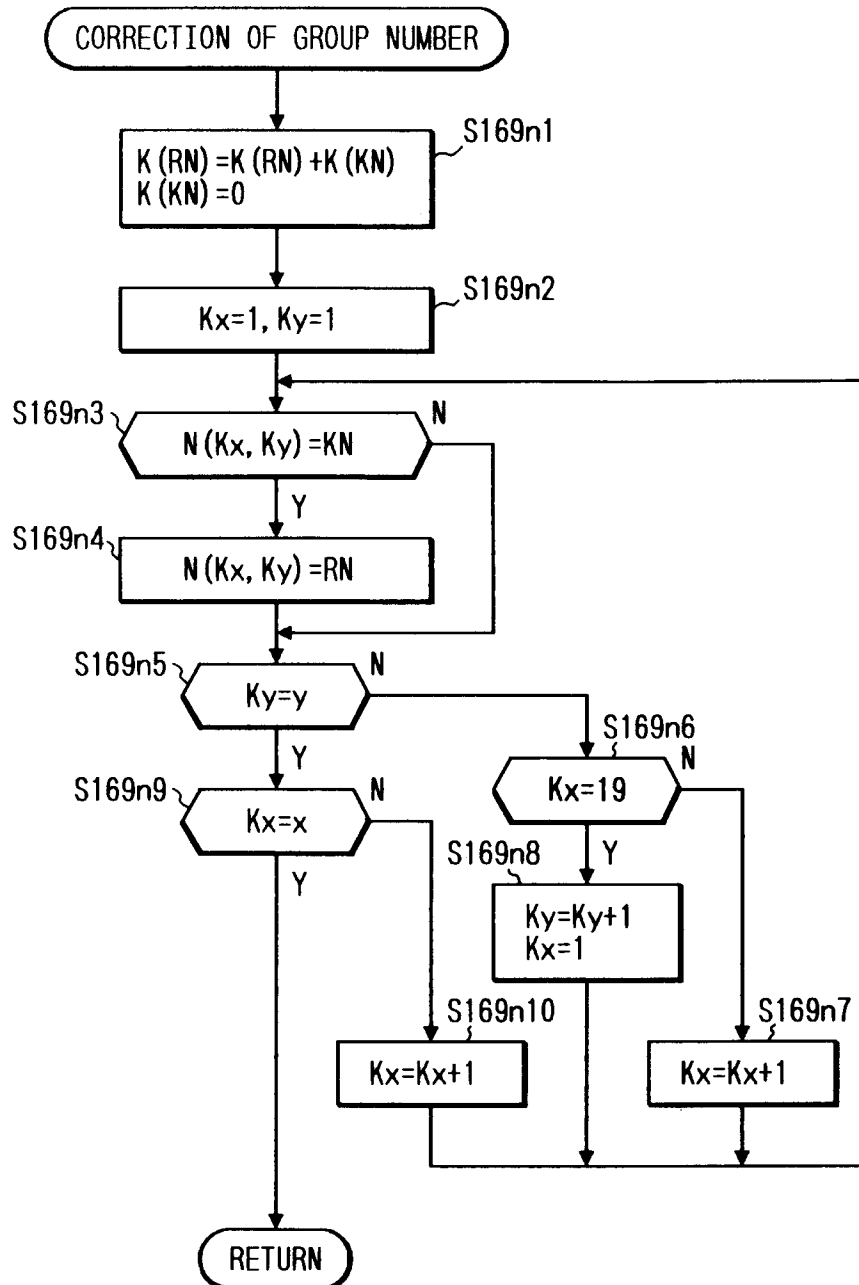 CORRECTION OF GROUP NUMBER
S169n1
K(RN)=K(RN)+K(KN)
K(KN)=0
S169n2
Kx=1, Ky=1
S169n3
N
N(Kx, Ky)=KN
Y
S169n4
N(Kx, Ky)=RN
S169n5
N
Ky=y
Y
S169n6
N
Kx=19
Y
S169n9
N
Kx=x
Y
S169n8
Ky=Ky+1
Kx=1
S169n10
Kx=Kx+1
S169n7
Kx=Kx+1
RETURN